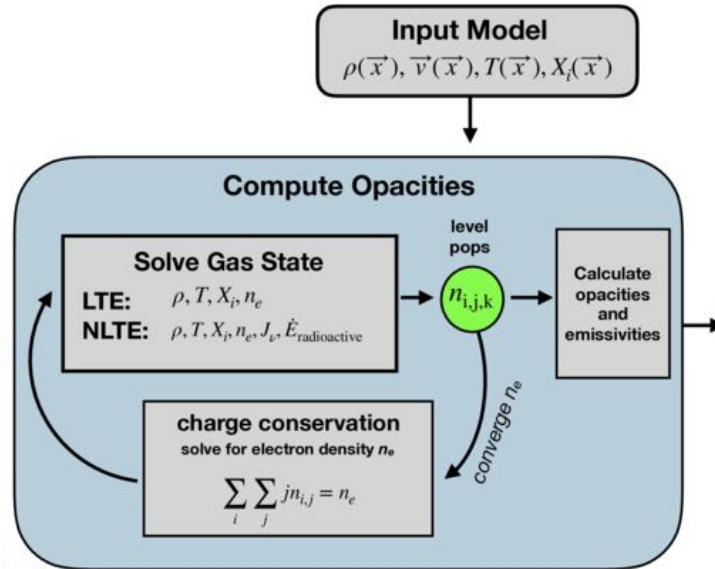 Input Model
ρ(x⃗), v⃗(x⃗), T(x⃗), X_i(x⃗)
Compute Opacities
level
pops
Solve Gas State
LTE: ρ, T, X_i, n_e
NLTE: ρ, T, X_i, n_e, J_ν, Ė_radioactive
n_i,j,k
Calculate
opacities
and
emissivities
charge conservation
solve for electron density n_e
∑_i ∑_j jn_i,j = n_e
converge n_e